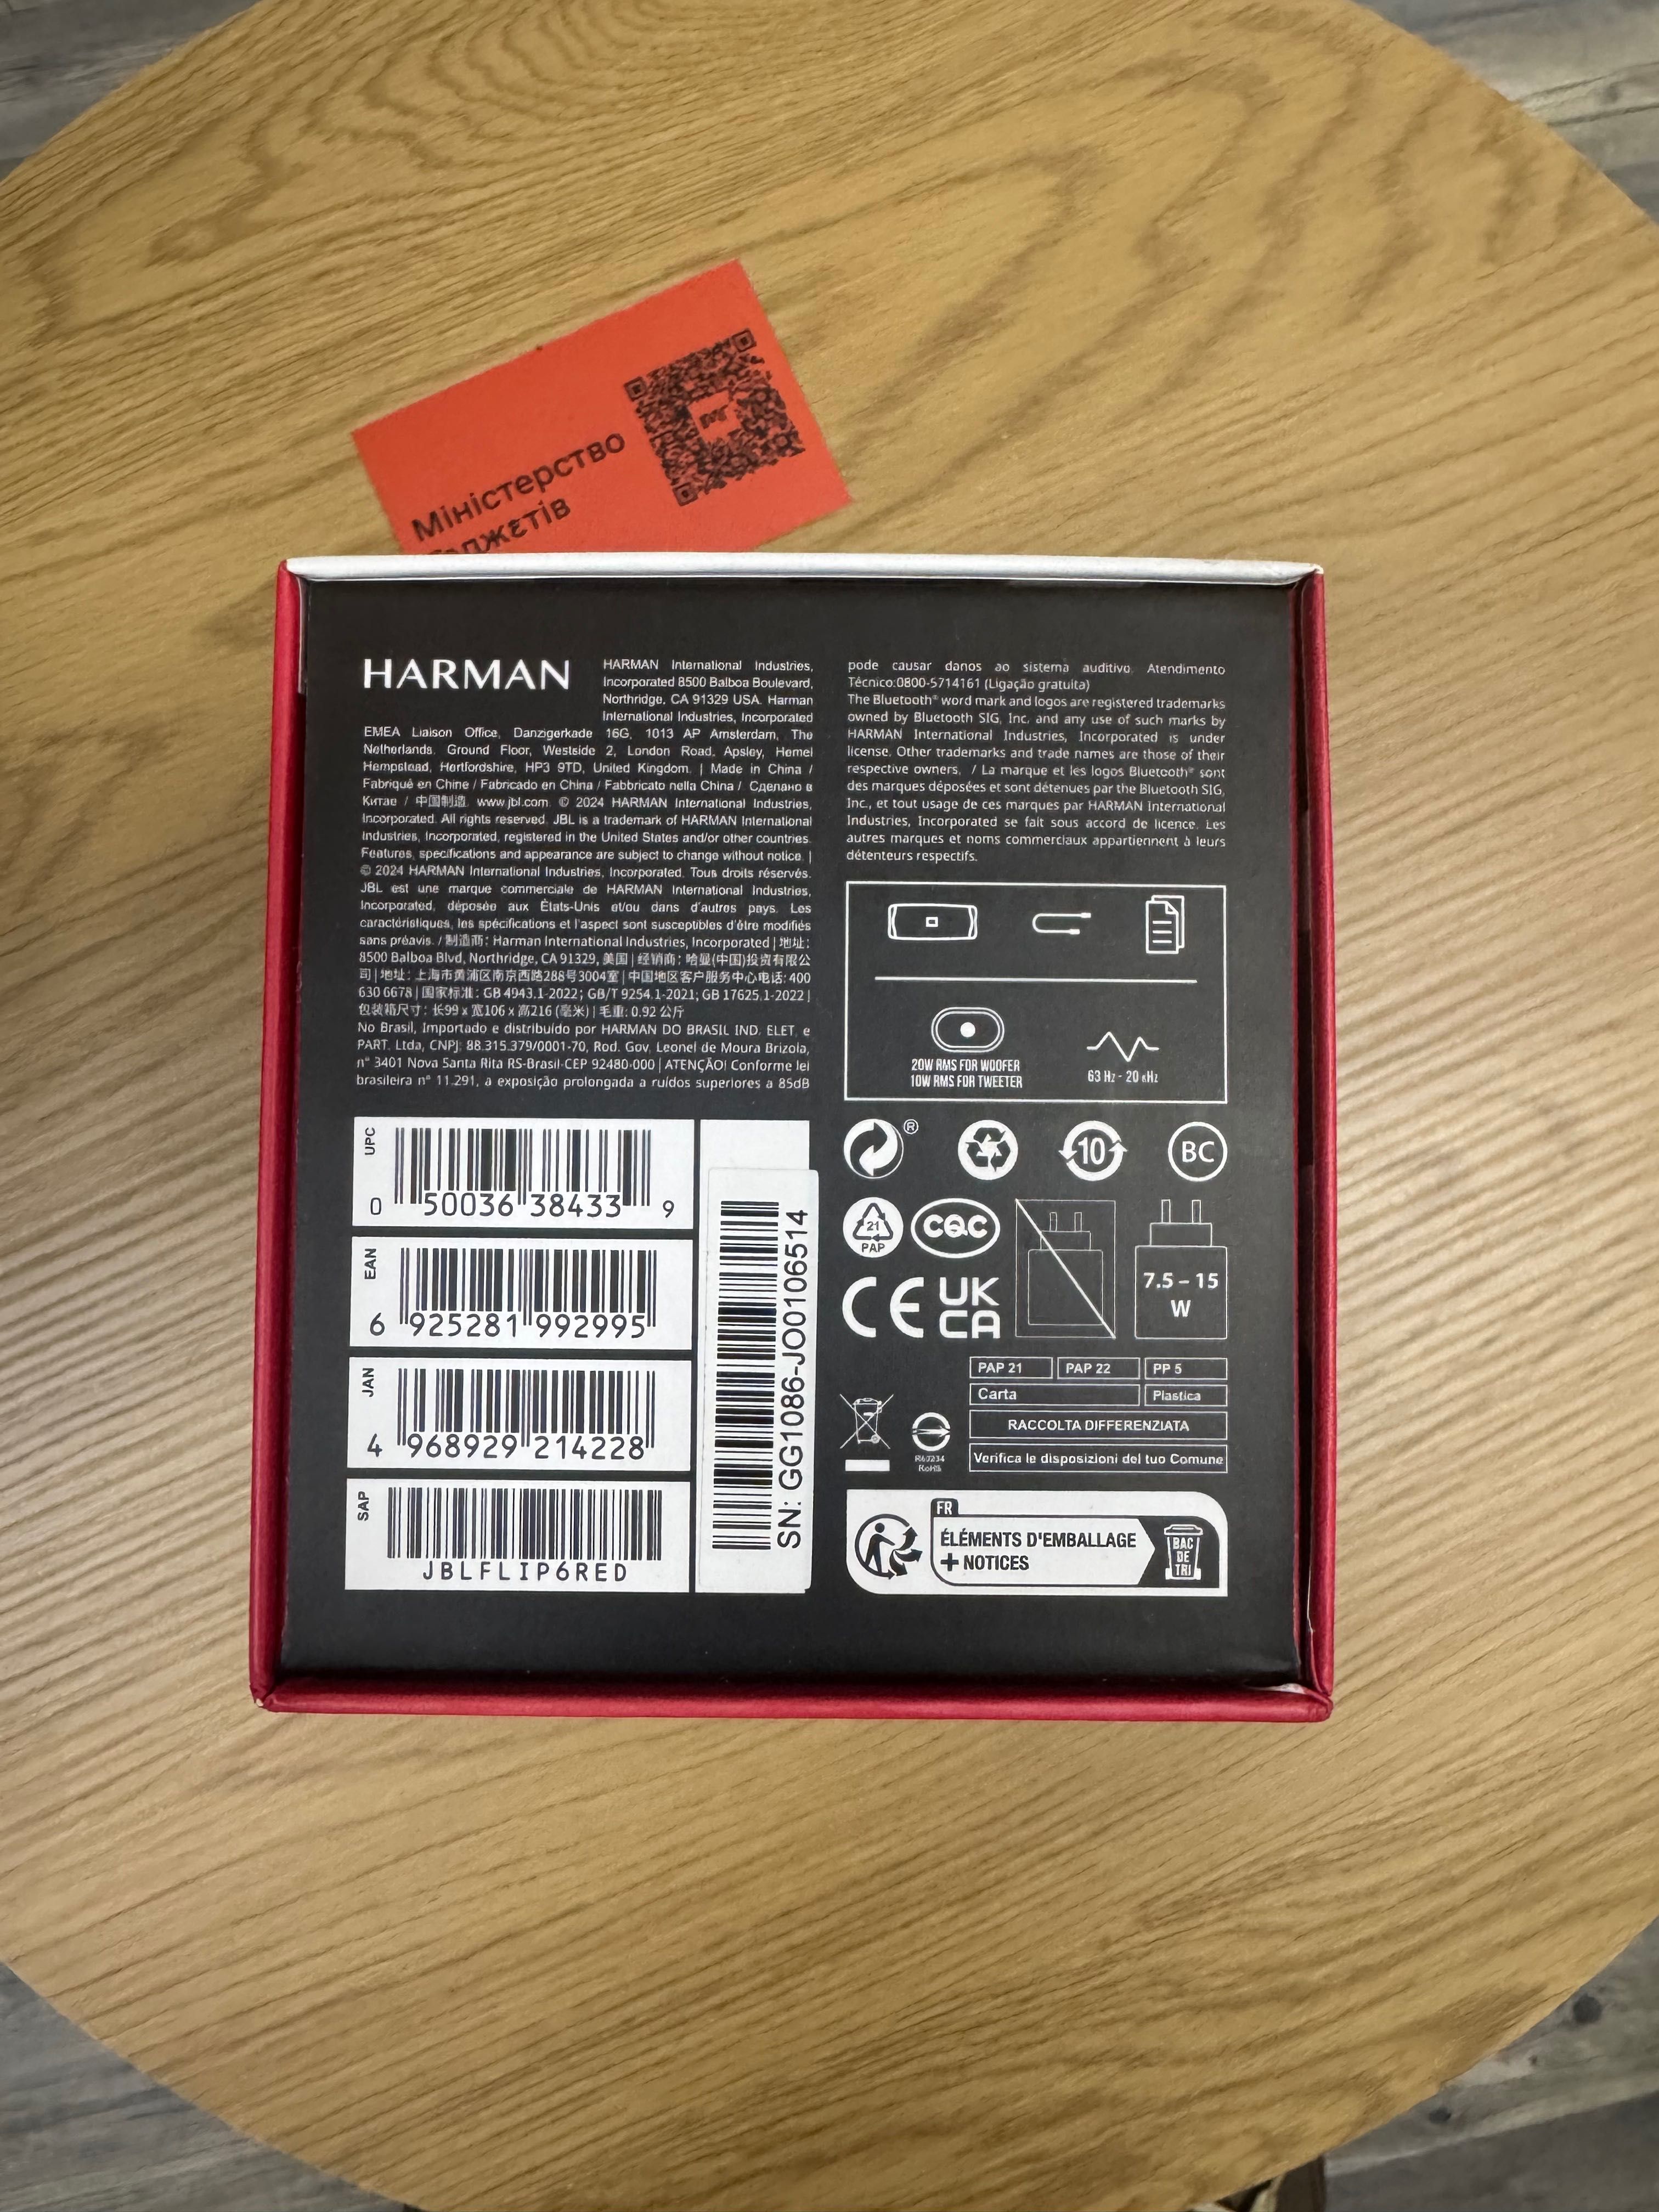 Міністерство
ґаджетів
HARMAN
HARMAN International Industries,
Incorporated 8500 Balboa Boulevard,
Northridge, CA 91329 USA. Harman
International Industries, Incorporated
EMEA Liaison Office, Danzigerkade 16G, 1013 AP Amsterdam, The
Netherlands. Ground Floor, Westside 2, London Road, Apsley, Hemel
Hempstead, Hertfordshire, HP3 9TD, United Kingdom. | Made in China /
Fabriqué en Chine / Fabricado en China / Fabbricato nella China / Сделано в
Китае / 中国制造. www.jbl.com. © 2024 HARMAN International Industries,
Incorporated. All rights reserved. JBL is a trademark of HARMAN International
Industries, Incorporated, registered in the United States and/or other countries.
Features, specifications and appearance are subject to change without notice. |
© 2024 HARMAN International Industries, Incorporated. Tous droits réservés.
JBL est une marque commerciale de HARMAN International Industries,
Incorporated, déposée aux États-Unis et/ou dans d'autres pays. Les
caractéristiques, les spécifications et l'aspect sont susceptibles d'être modifiés
sans préavis. / 制造商: Harman International Industries, Incorporated | 地址:
8500 Balboa Blvd, Northridge, CA 91329, 美国 | 经销商: 哈曼(中国)投资有限公
司 | 地址: 上海市黄浦区南京西路288号3004室 | 中国地区客户服务中心电话: 400
630 6678 | 国家标准: GB 4943.1-2022; GB/T 9254.1-2021; GB 17625.1-2022 |
包装箱尺寸: 长99 x 宽106 x 高216 (毫米) | 毛重: 0.92 公斤
No Brasil, Importado e distribuído por HARMAN DO BRASIL IND. ELET. e
PART. Ltda, CNPJ: 88.315.379/0001-70, Rod. Gov. Leonel de Moura Brizola,
n° 3401 Nova Santa Rita RS-Brasil-CEP 92480-000 | ATENÇÃO! Conforme lei
brasileira n° 11.291, a exposição prolongada a ruídos superiores a 85dB
pode causar danos ao sistema auditivo. Atendimento
Técnico:0800-5714161 (Ligação gratuita)
The Bluetooth® word mark and logos are registered trademarks
owned by Bluetooth SIG, Inc. and any use of such marks by
HARMAN International Industries, Incorporated is under
license. Other trademarks and trade names are those of their
respective owners. / La marque et les logos Bluetooth® sont
des marques déposées et sont détenues par the Bluetooth SIG,
Inc., et tout usage de ces marques par HARMAN International
Industries, Incorporated se fait sous accord de licence. Les
autres marques et noms commerciaux appartiennent à leurs
détenteurs respectifs.
20W RMS FOR WOOFER
10W RMS FOR TWEETER
63 Hz - 20 kHz
UPC
0 50036 38433 9
EAN
6 925281 992995
JAN
4 968929 214228
SAP
JBLFLIP6RED
SN: GG1086-JO0106514
®
10
BC
21
PAP
CQC
CE
UK
CA
7.5 – 15
W
R60234
RoHS
PAP 21
PAP 22
PP 5
Carta
Plastica
RACCOLTA DIFFERENZIATA
Verifica le disposizioni del tuo Comune
FR
ÉLÉMENTS D'EMBALLAGE
+ NOTICES
BAC
DE
TRI